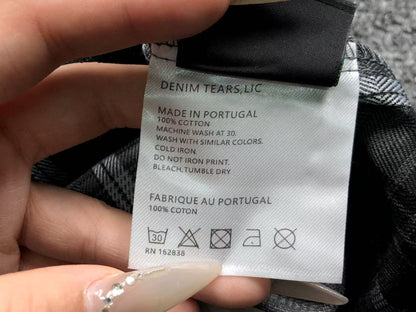 DENIM TEARS, LLC
MADE IN PORTUGAL
100% COTTON
MACHINE WASH AT 30.
WASH WITH SIMILAR COLORS.
COLD IRON.
DO NOT IRON PRINT.
BLEACH, TUMBLE DRY
FABRIQUE AU PORTUGAL
100% COTON
30
RN 162838